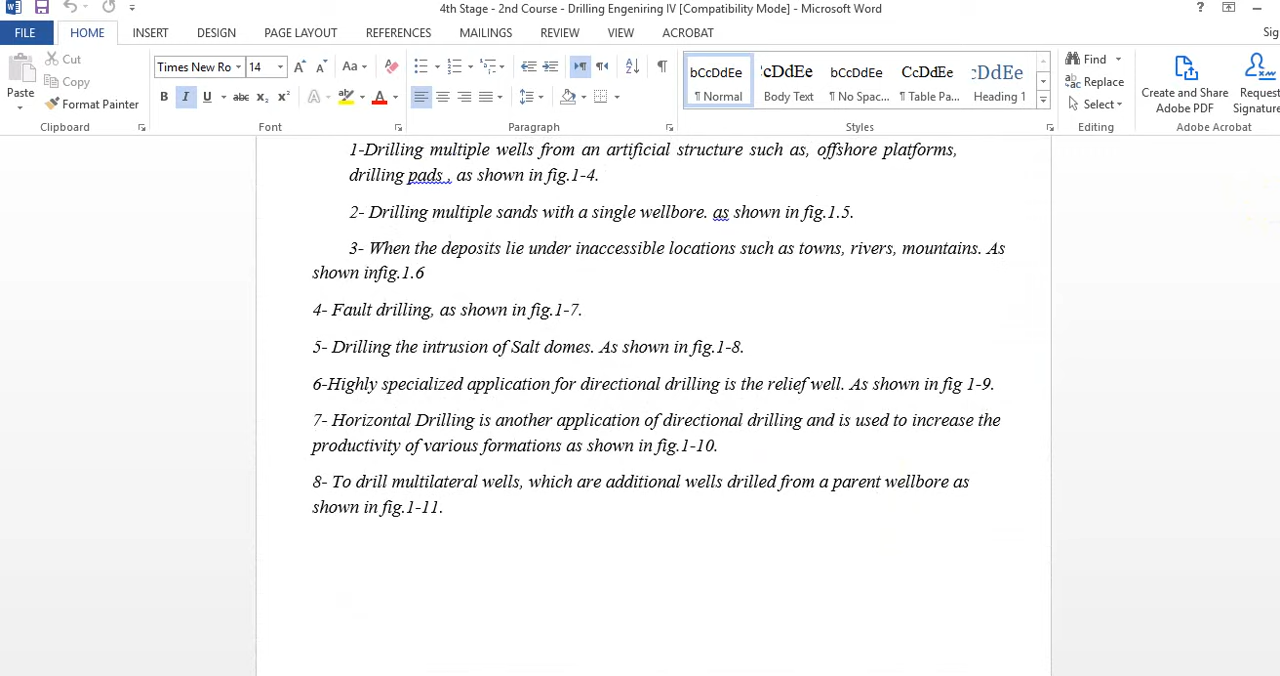 4th Stage - 2nd Course - Drilling Engeniring IV [Compatibility Mode] - Microsoft Word
FILE HOME INSERT DESIGN PAGE LAYOUT REFERENCES MAILINGS REVIEW VIEW ACROBAT Sig
Paste
Cut
Copy
Format Painter
Clipboard
Times New Ro 14
Font
Paragraph
¶ Normal Body Text ¶ No Spac... ¶ Table Pa... Heading 1
Styles
Find
Replace
Select
Editing
Create and Share Adobe PDF
Request Signature
Adobe Acrobat
1-Drilling multiple wells from an artificial structure such as, offshore platforms,
drilling pads , as shown in fig.1-4.
2- Drilling multiple sands with a single wellbore. as shown in fig.1.5.
3- When the deposits lie under inaccessible locations such as towns, rivers, mountains. As
shown infig.1.6
4- Fault drilling, as shown in fig.1-7.
5- Drilling the intrusion of Salt domes. As shown in fig.1-8.
6-Highly specialized application for directional drilling is the relief well. As shown in fig 1-9.
7- Horizontal Drilling is another application of directional drilling and is used to increase the
productivity of various formations as shown in fig.1-10.
8- To drill multilateral wells, which are additional wells drilled from a parent wellbore as
shown in fig.1-11.